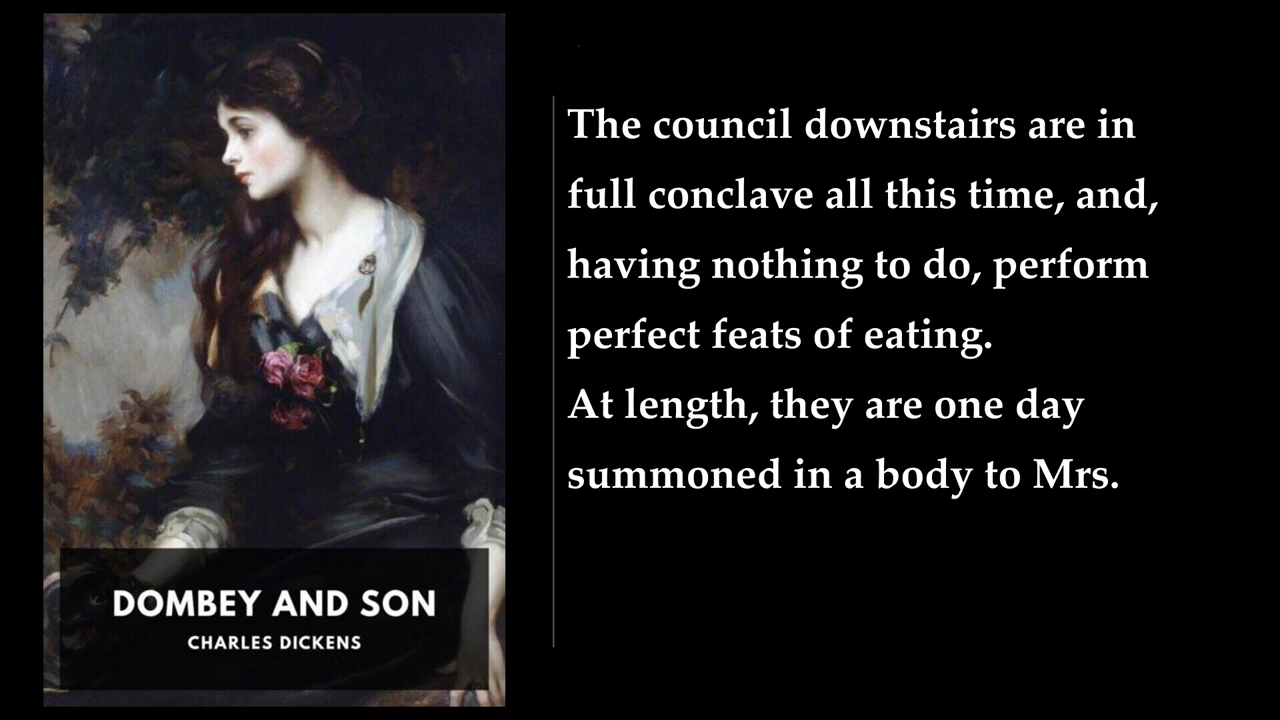 The council downstairs are in
full conclave all this time, and,
having nothing to do, perform
perfect feats of eating.
At length, they are one day
summoned in a body to Mrs.
DOMBEY AND SON
CHARLES DICKENS